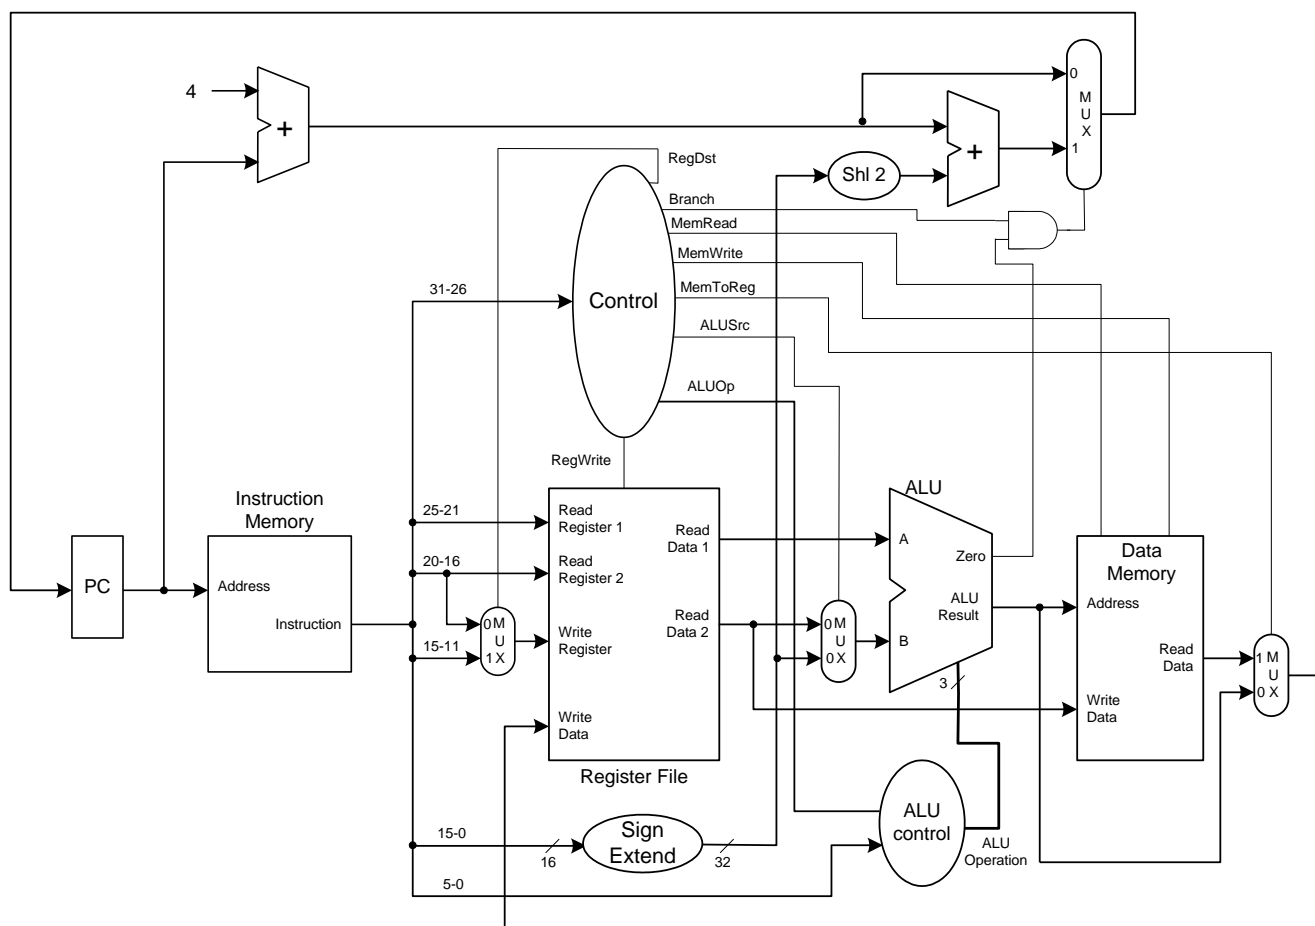 4
+
+
Shl 2
0
M
U
X
1
RegDst
Branch
MemRead
MemWrite
MemToReg
ALUSrc
ALUOp
Control
31-26
RegWrite
Instruction
Memory
PC
Address
Instruction
25-21
20-16
15-11
0 M
U
1 X
Read
Register 1
Read
Register 2
Write
Register
Write
Data
Read
Data 1
Read
Data 2
Register File
0 M
U
0 X
ALU
A
B
Zero
ALU
Result
3
Data
Memory
Address
Read
Data
Write
Data
1 M
U
0 X
15-0
16
Sign
Extend
32
ALU
control
ALU
Operation
5-0